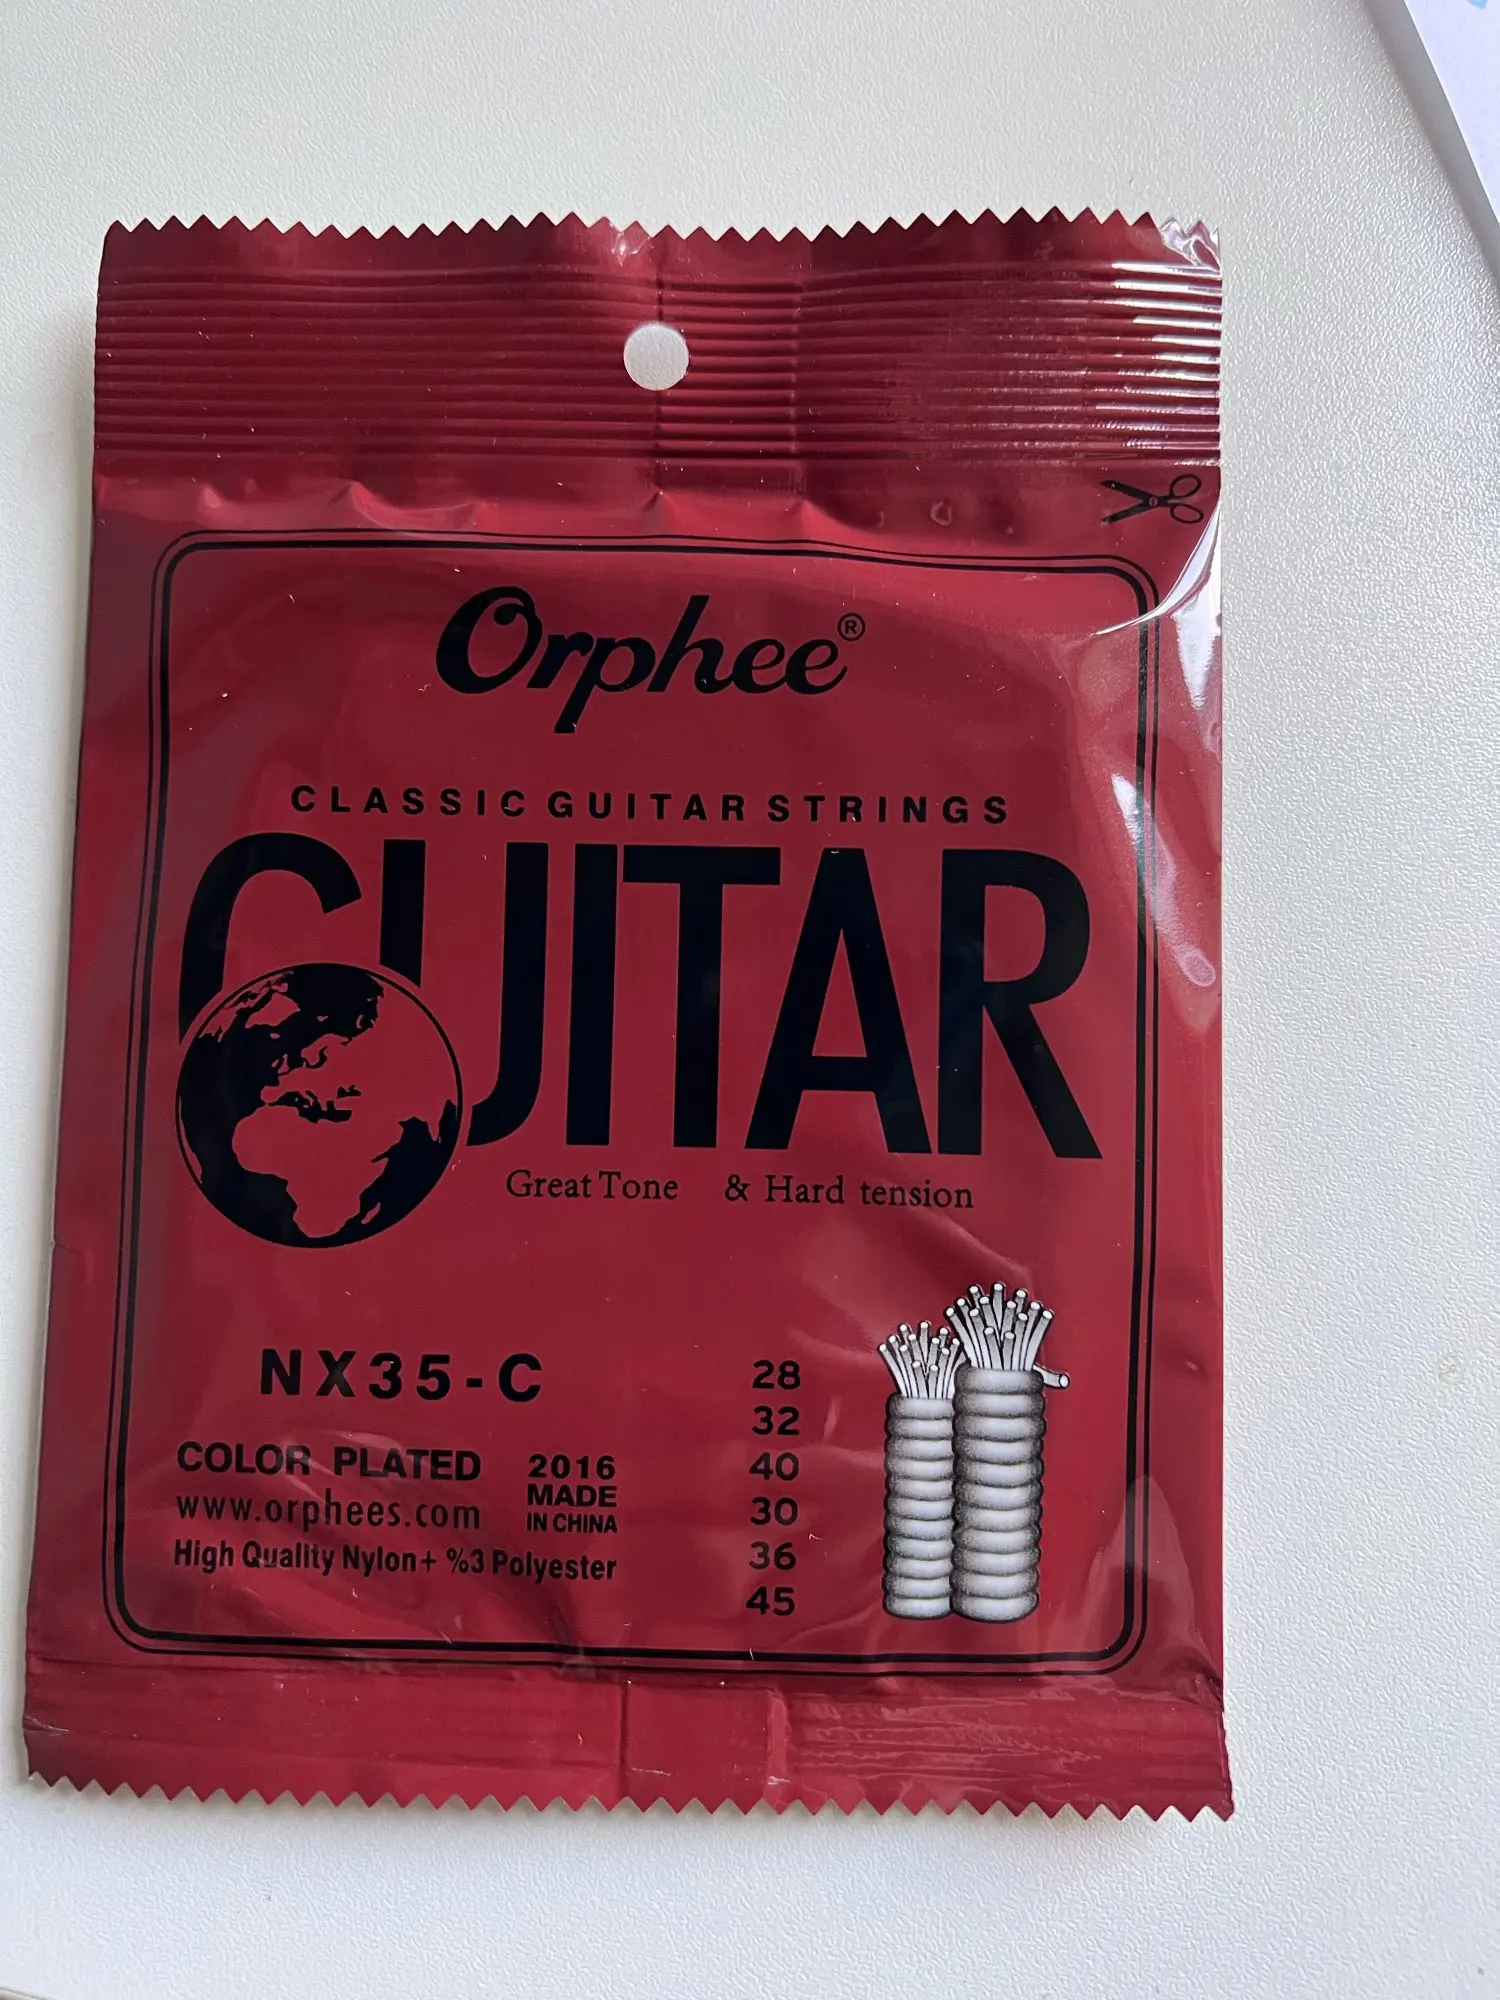 Orphee®
CLASSIC GUITAR STRINGS
GUITAR
Great Tone & Hard tension
NX35-C
COLOR PLATED
www.orphees.com
High Quality Nylon+ %3 Polyester
2016
MADE
IN CHINA
28
32
40
30
36
45